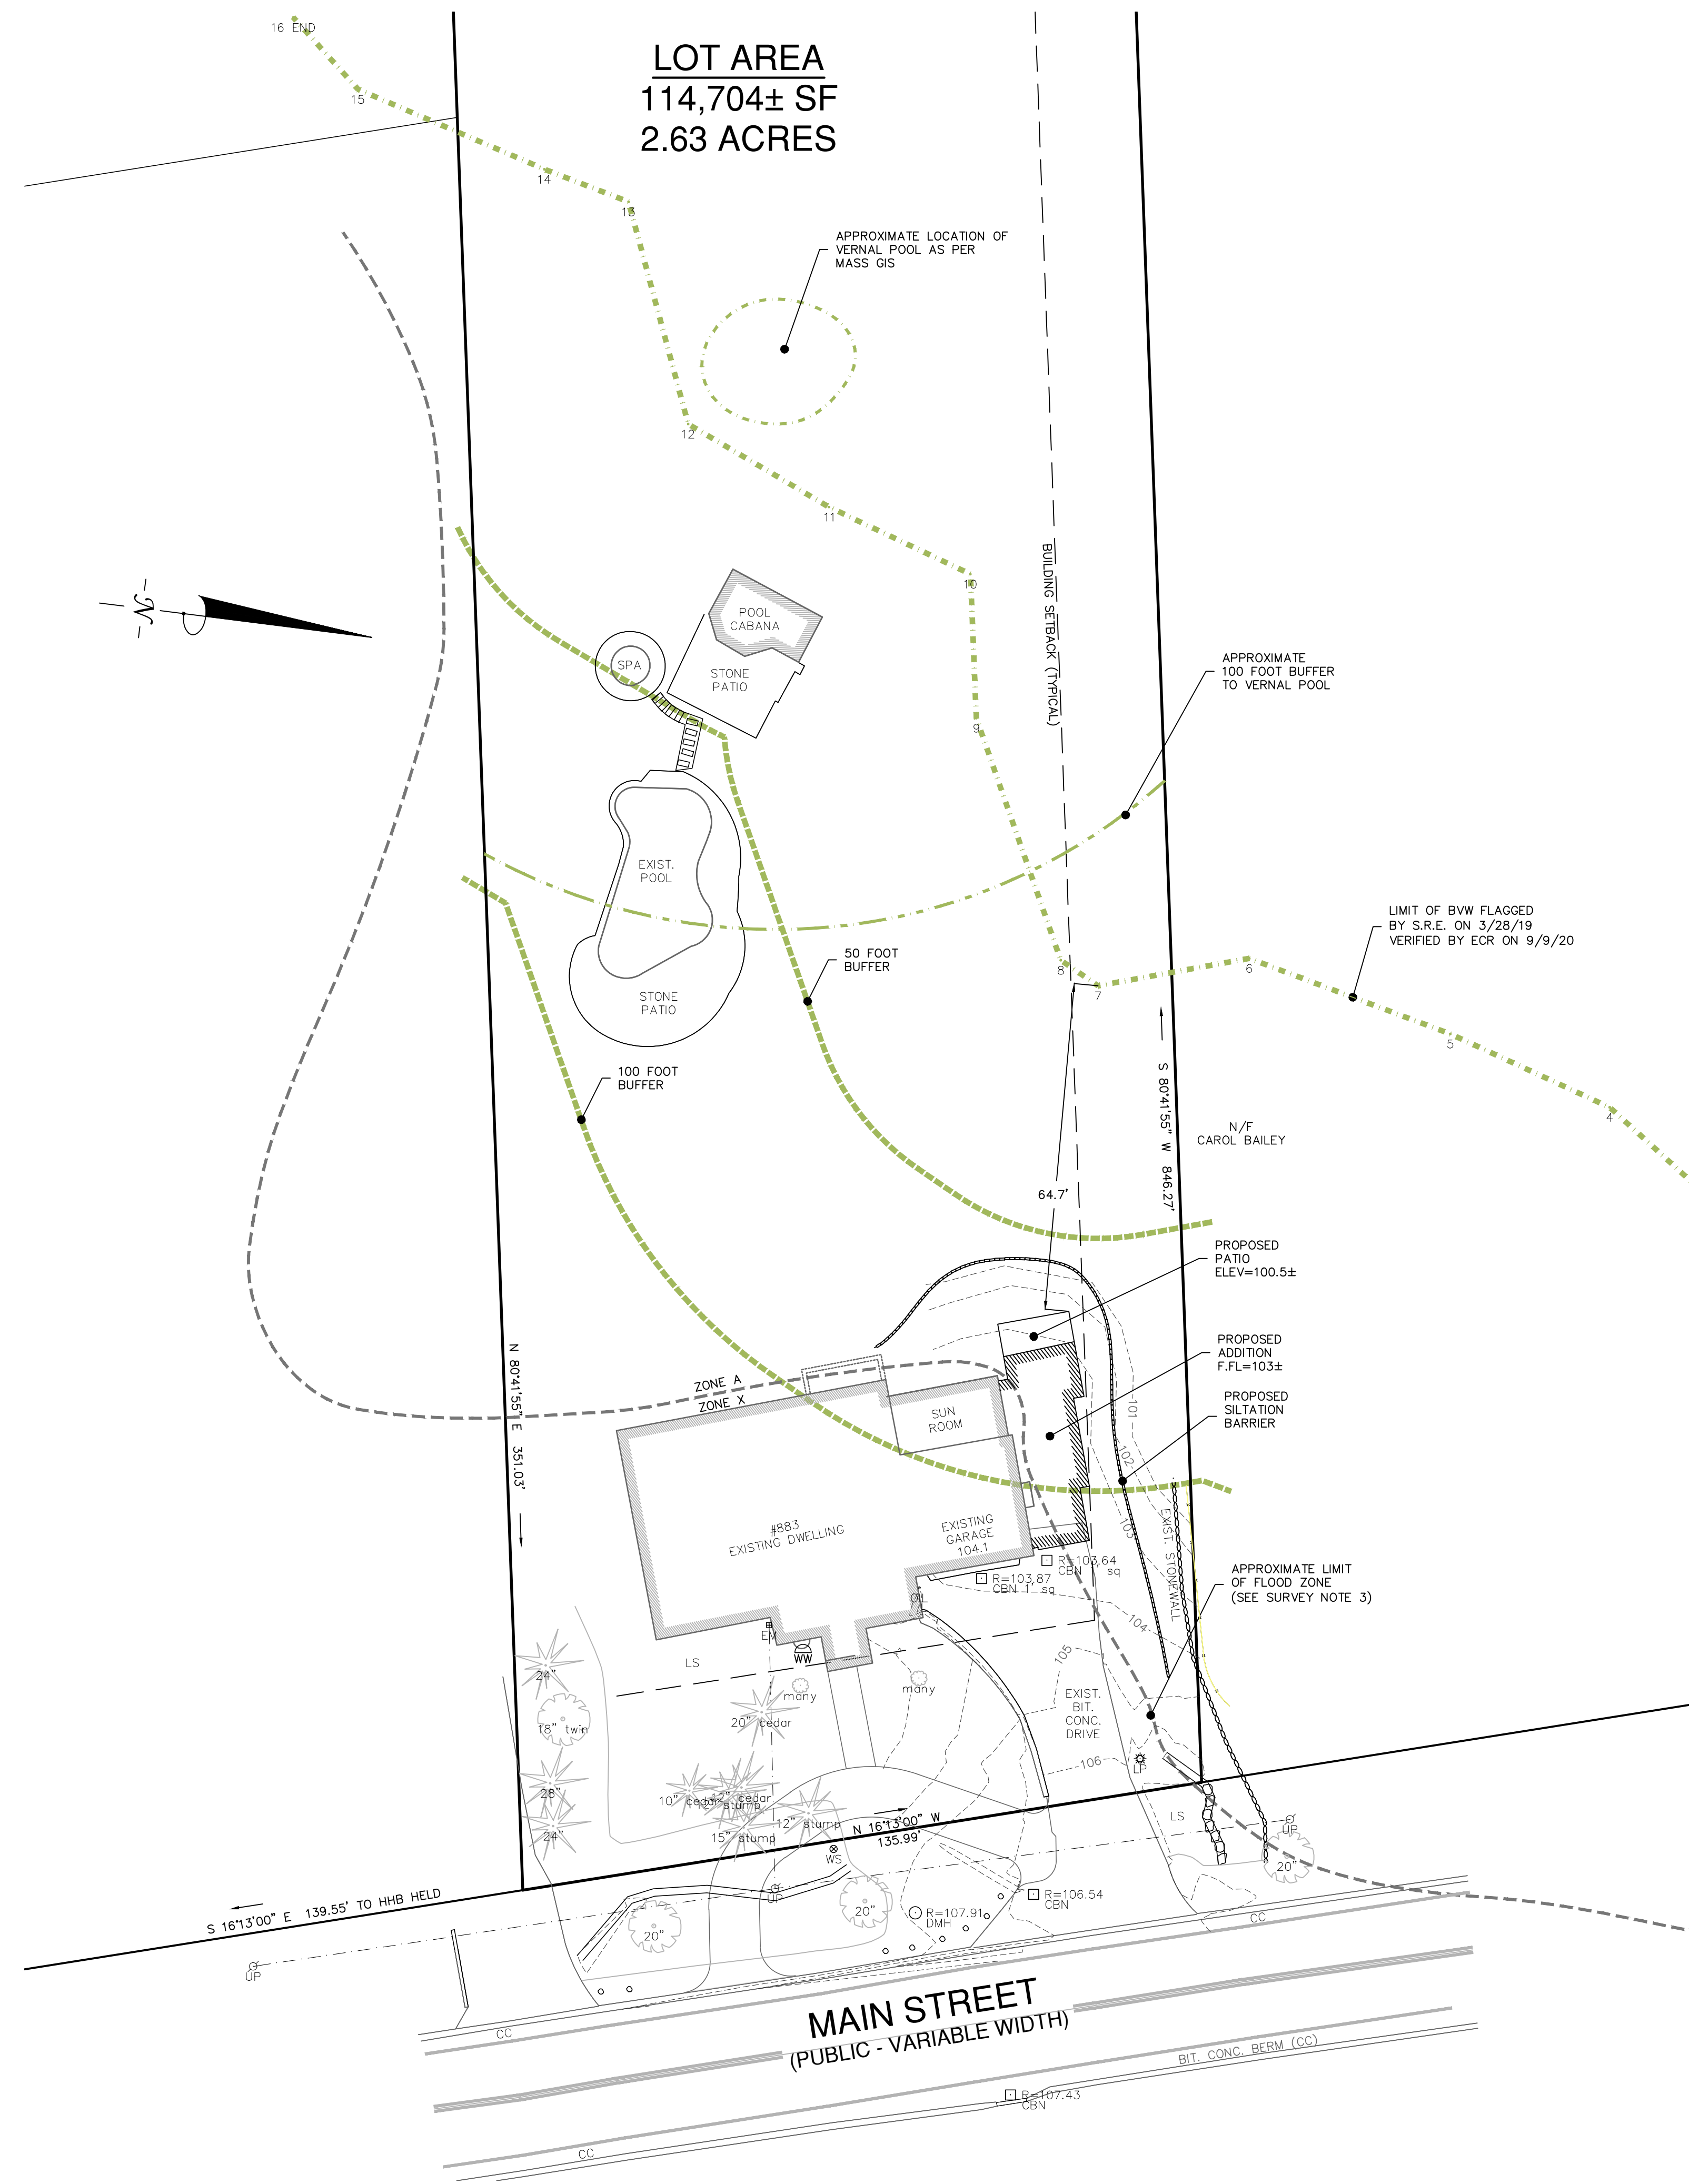 16 END
LOT AREA
114,704± SF
2.63 ACRES
15
14
13
APPROXIMATE LOCATION OF
VERNAL POOL AS PER
MASS GIS
12
11
10
BUILDING SETBACK (TYPICAL)
N
POOL
CABANA
SPA
STONE
PATIO
9
APPROXIMATE
100 FOOT BUFFER
TO VERNAL POOL
EXIST.
POOL
LIMIT OF BVW FLAGGED
BY S.R.E. ON 3/28/19
VERIFIED BY ECR ON 9/9/20
50 FOOT
BUFFER
8
7
6
5
4
STONE
PATIO
100 FOOT
BUFFER
S 80°41'55" W 846.27'
N/F
CAROL BAILEY
64.7'
PROPOSED
PATIO
ELEV=100.5±
PROPOSED
ADDITION
F.FL=103±
PROPOSED
SILTATION
BARRIER
N 80°41'55" E 351.03'
ZONE A
ZONE X
SUN
ROOM
101
102
103
EXIST. STONEWALL
#883
EXISTING DWELLING
EXISTING
GARAGE
104.1
R=103.64
CBN 1' sq
R=103.87
CBN 1' sq
APPROXIMATE LIMIT
OF FLOOD ZONE
(SEE SURVEY NOTE 3)
104
105
EM
WW
LS
24"
many
many
18" twin
20" cedar
EXIST.
BIT.
CONC.
DRIVE
106
LP
28"
10" cedar
12" cedar
12" stump
24"
15" stump
12" stump
N 16°13'00" W
135.99'
LS
UP
WS
20"
UP
S 16°13'00" E 139.55' TO HHB HELD
R=106.54
CBN
20"
R=107.91
DMH
20"
CC
UP
MAIN STREET
(PUBLIC - VARIABLE WIDTH)
CC
BIT. CONC. BERM (CC)
R=107.43
CBN
CC